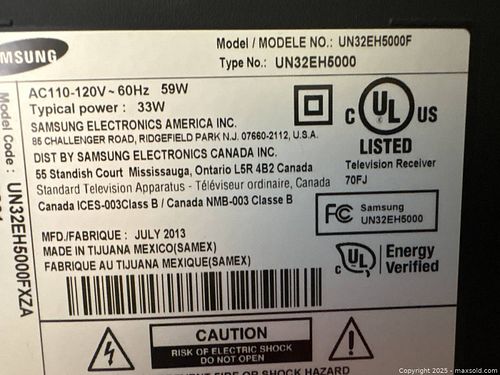 Model / MODELE NO.: UN32EH5000F
SAMSUNG
Type No.: UN32EH5000
AC110-120V~ 60Hz 59W
Typical power : 33W
SAMSUNG ELECTRONICS AMERICA INC.
85 CHALLENGER ROAD, RIDGEFIELD PARK N.J. 07660-2112, U.S.A.
DIST BY SAMSUNG ELECTRONICS CANADA INC.
55 Standish Court Mississauga, Ontario L5R 4B2 Canada
Standard Television Apparatus - Téléviseur ordinaire, Canada
Canada ICES-003Class B / Canada NMB-003 Classe B
C UL US
LISTED
Television Receiver
70FJ
FC Samsung
UN32EH5000
MFD./FABRIQUE : JULY 2013
MADE IN TIJUANA MEXICO(SAMEX)
FABRIQUE AU TIJUANA MEXIQUE(SAMEX)
C UL Energy
Verified
Model Code : UN32EH5000FXZA
CAUTION
RISK OF ELECTRIC SHOCK
DO NOT OPEN
SHOCK HAZARD
Copyright © 2025 - maxsold.com